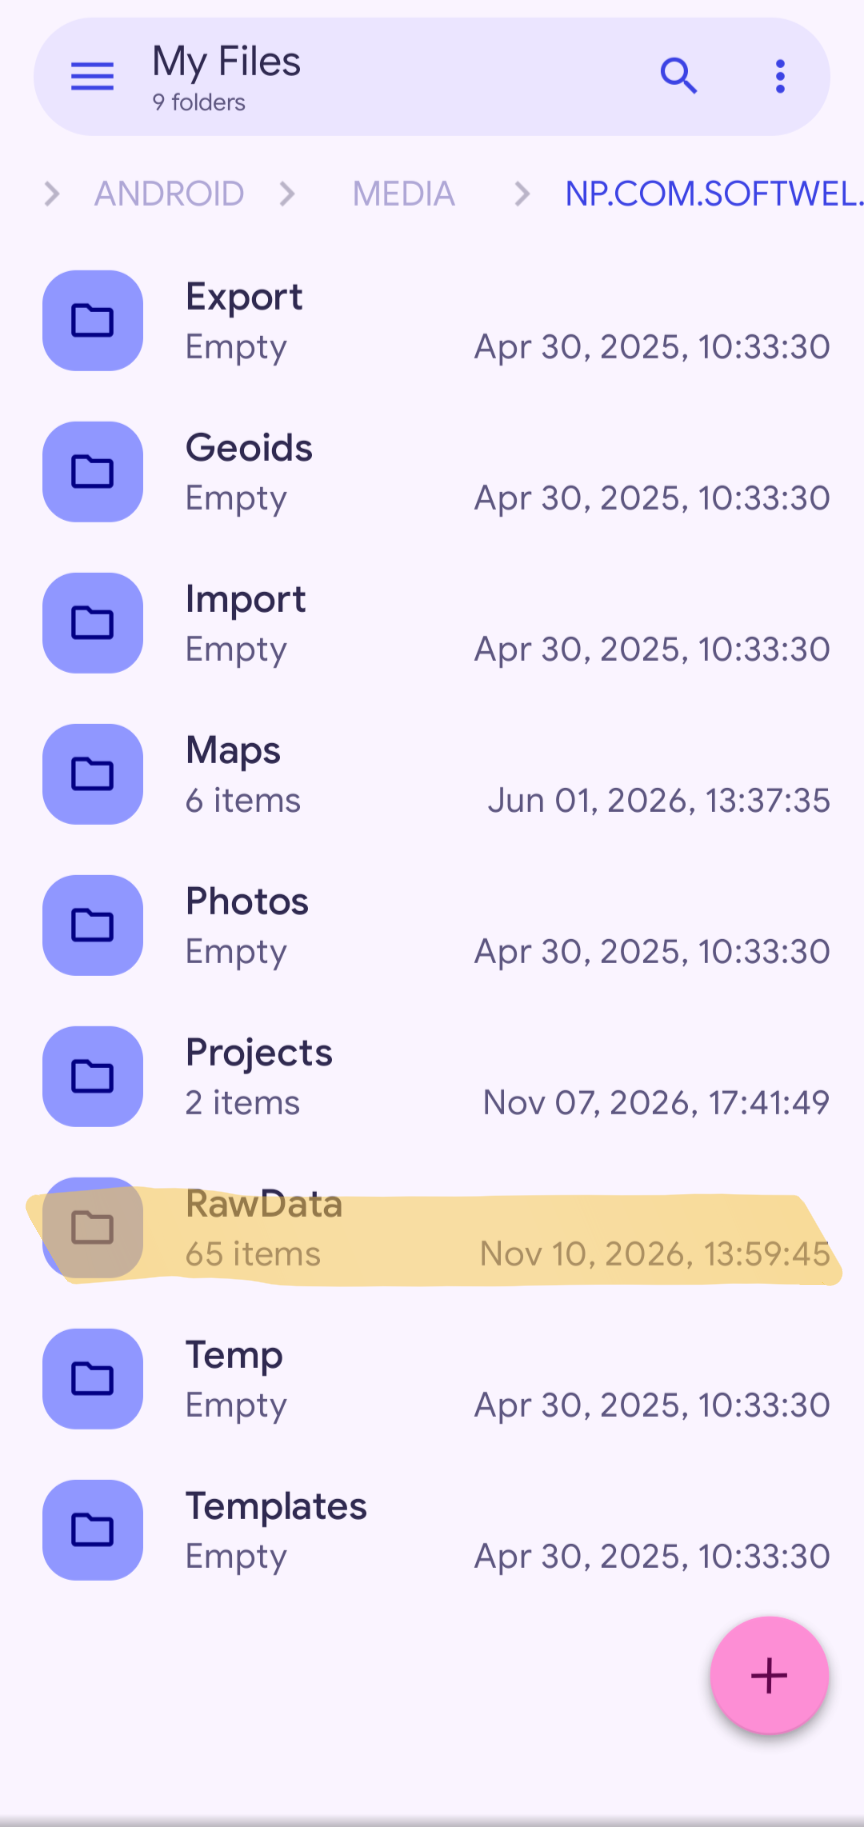 My Files
9 folders
ANDROID MEDIA NP.COM.SOFTWEL.
Export
Empty Apr 30, 2025, 10:33:30
Geoids
Empty Apr 30, 2025, 10:33:30
Import
Empty Apr 30, 2025, 10:33:30
Maps
6 items Jun 01, 2026, 13:37:35
Photos
Empty Apr 30, 2025, 10:33:30
Projects
2 items Nov 07, 2026, 17:41:49
RawData
65 items Nov 10, 2026, 13:59:45
Temp
Empty Apr 30, 2025, 10:33:30
Templates
Empty Apr 30, 2025, 10:33:30